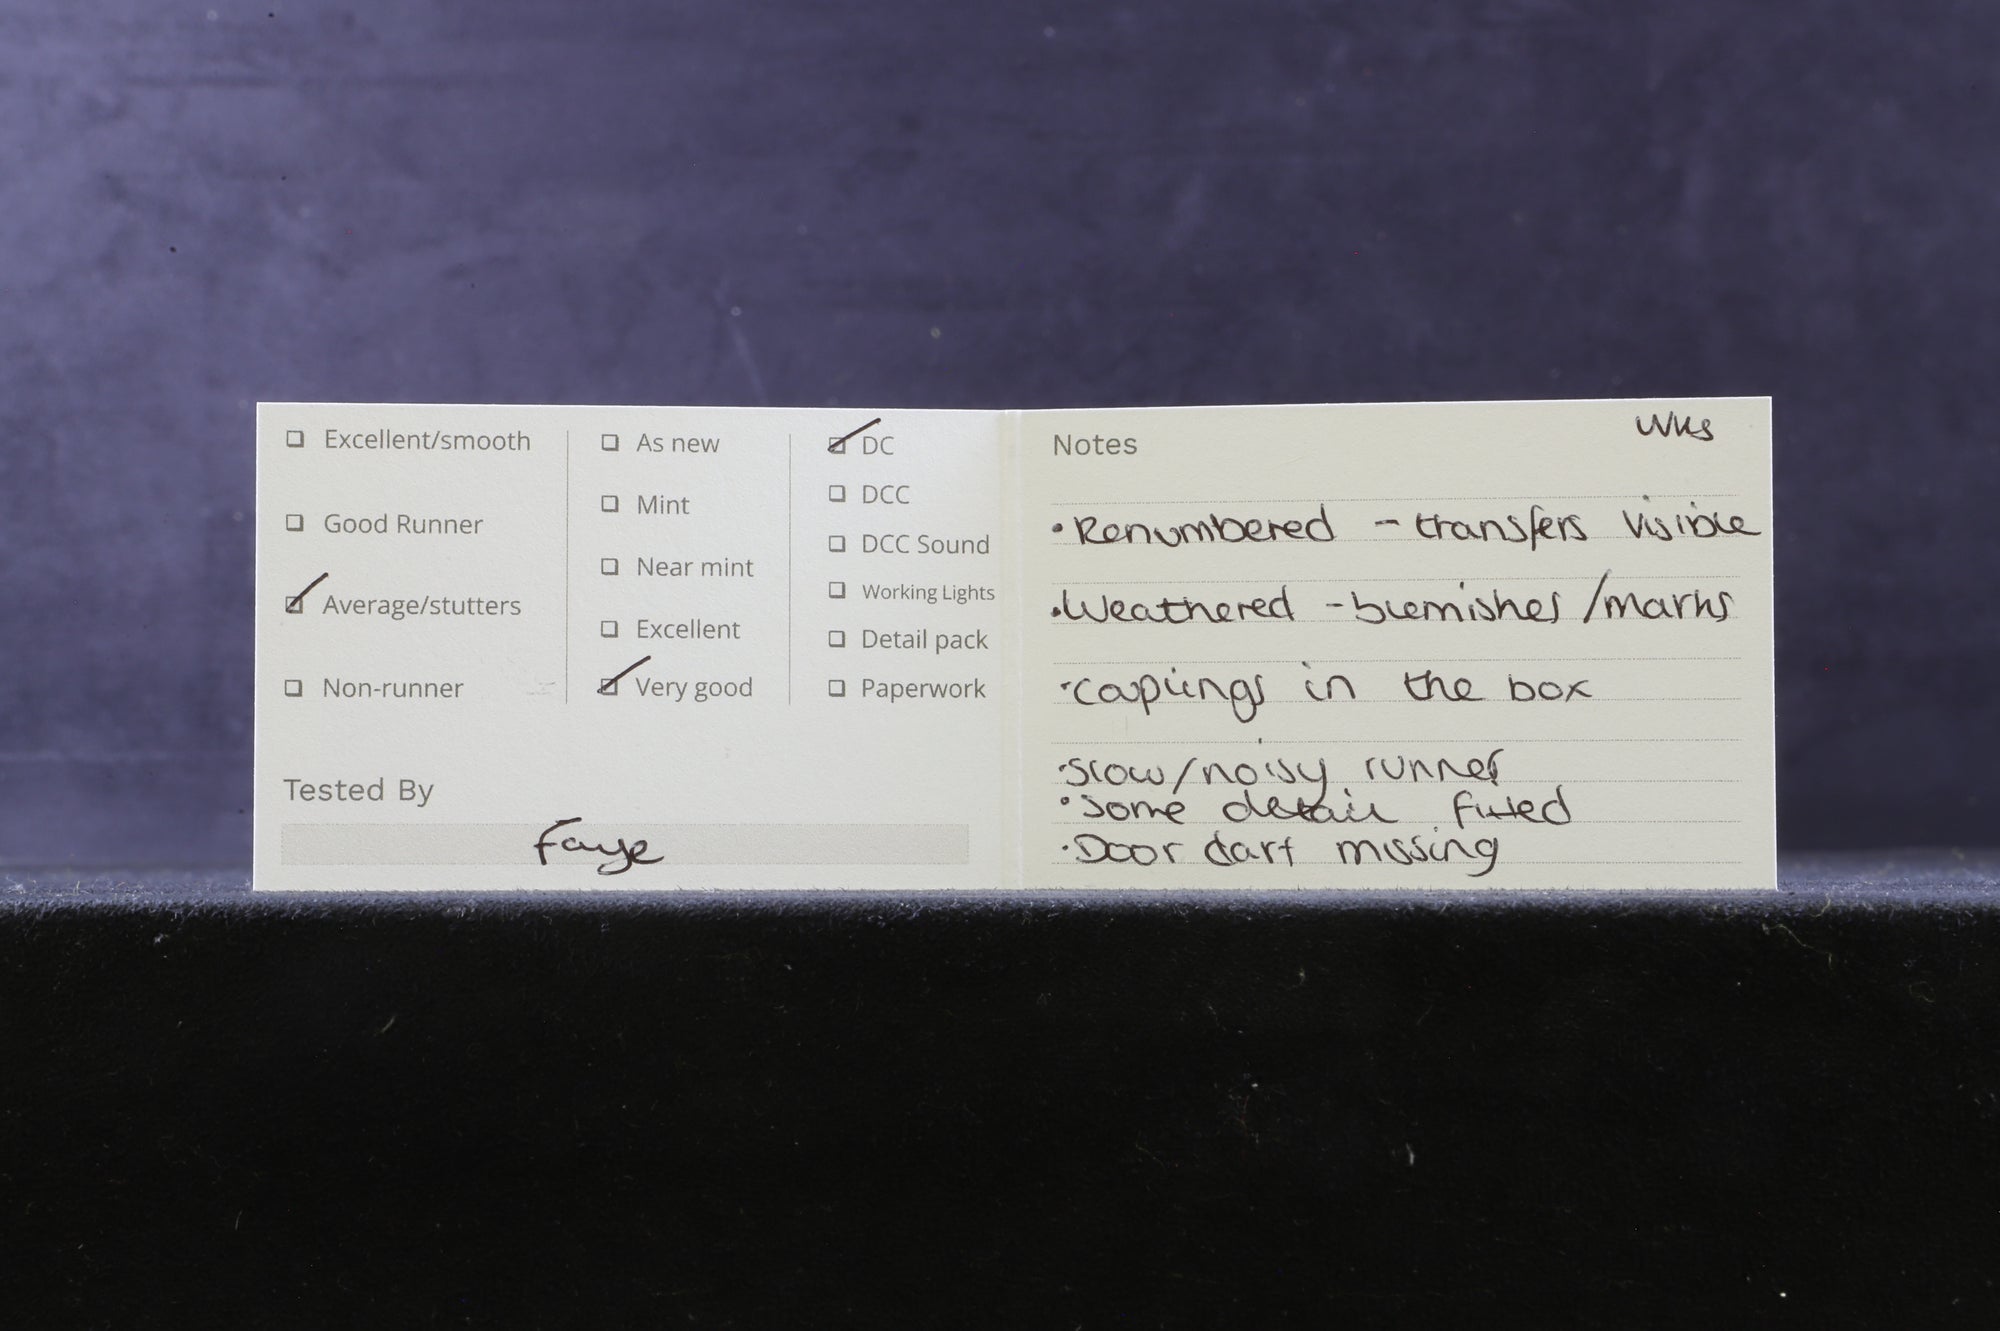 Excellent/smooth
Good Runner
Average/stutters
Non-runner
As new
Mint
Near mint
Excellent
Very good
DC
DCC
DCC Sound
Working Lights
Detail pack
Paperwork
Tested By
Faye
Notes
WKS
•Renumbered - transfers visible
•Weathered - blemishes/marks
•couplings in the box
•Slow/noisy runner
•Some detail fitted
•Door dart missing